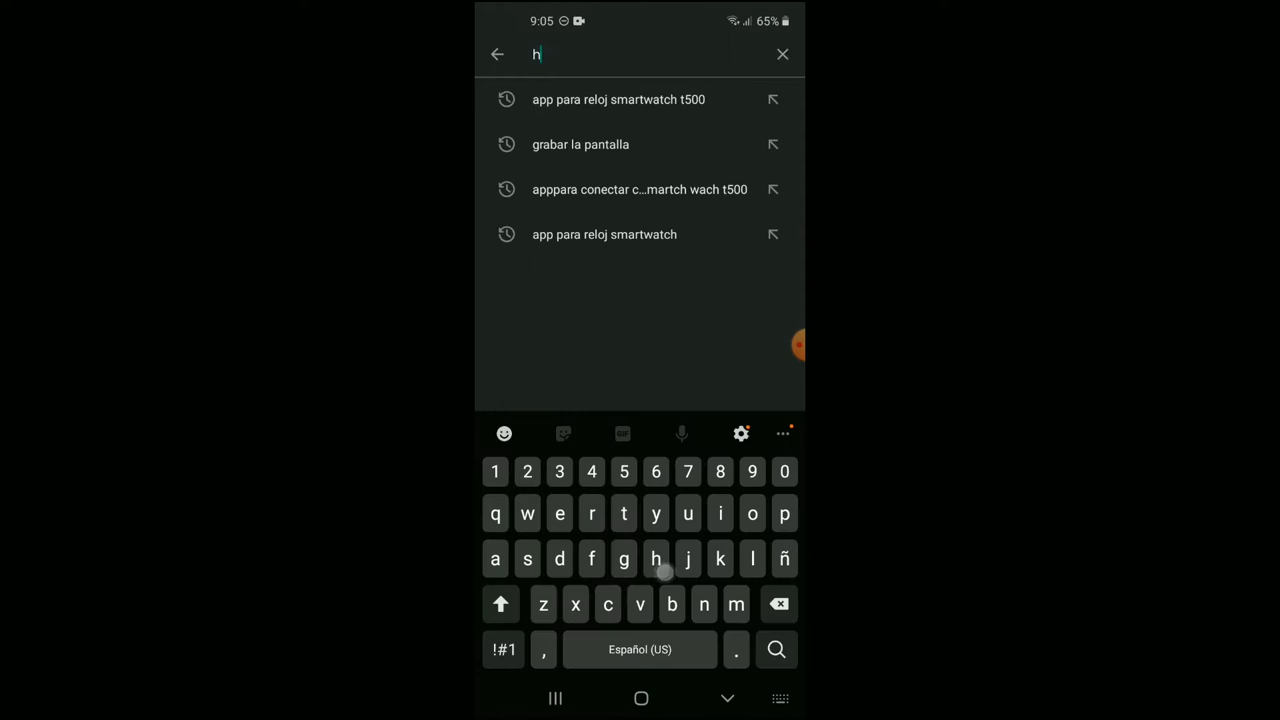 9:05 65%
h
app para reloj smartwatch t500
grabar la pantalla
apppara conectar c...martch wach t500
app para reloj smartwatch
GIF
1 2 3 4 5 6 7 8 9 0
q w e r t y u i o p
a s d f g h j k l ñ
z x c v b n m
!#1 , Español (US) .